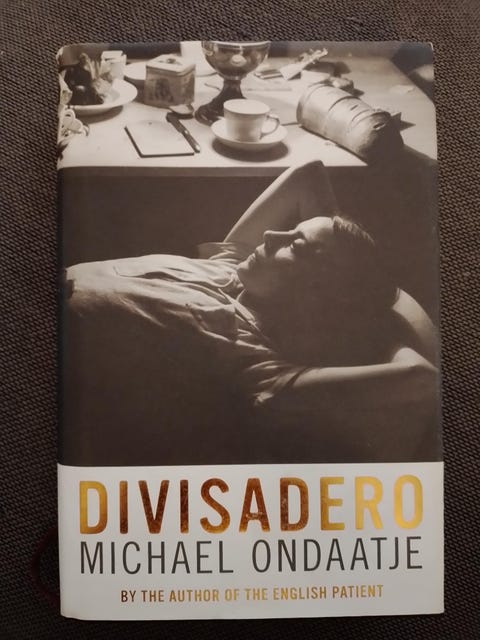 DIVISADERO
MICHAEL ONDAATJE
BY THE AUTHOR OF THE ENGLISH PATIENT